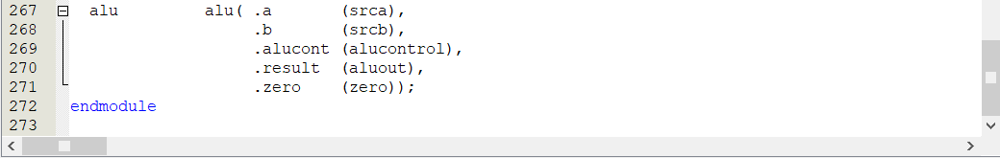 267 alu alu( .a (srca),
268 .b (srcb),
269 .alucont (alucontrol),
270 .result (aluout),
271 .zero (zero));
272 endmodule
273